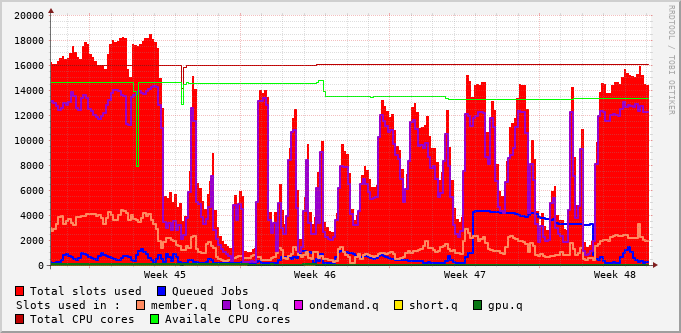 20000
18000
16000
14000
12000
10000
8000
6000
4000
2000
0
Week 45 Week 46 Week 47 Week 48
RRDTOOL / TOBI OETIKER
Total slots used Queued Jobs
Slots used in : member.q long.q ondemand.q short.q gpu.q
Total CPU cores Availale CPU cores